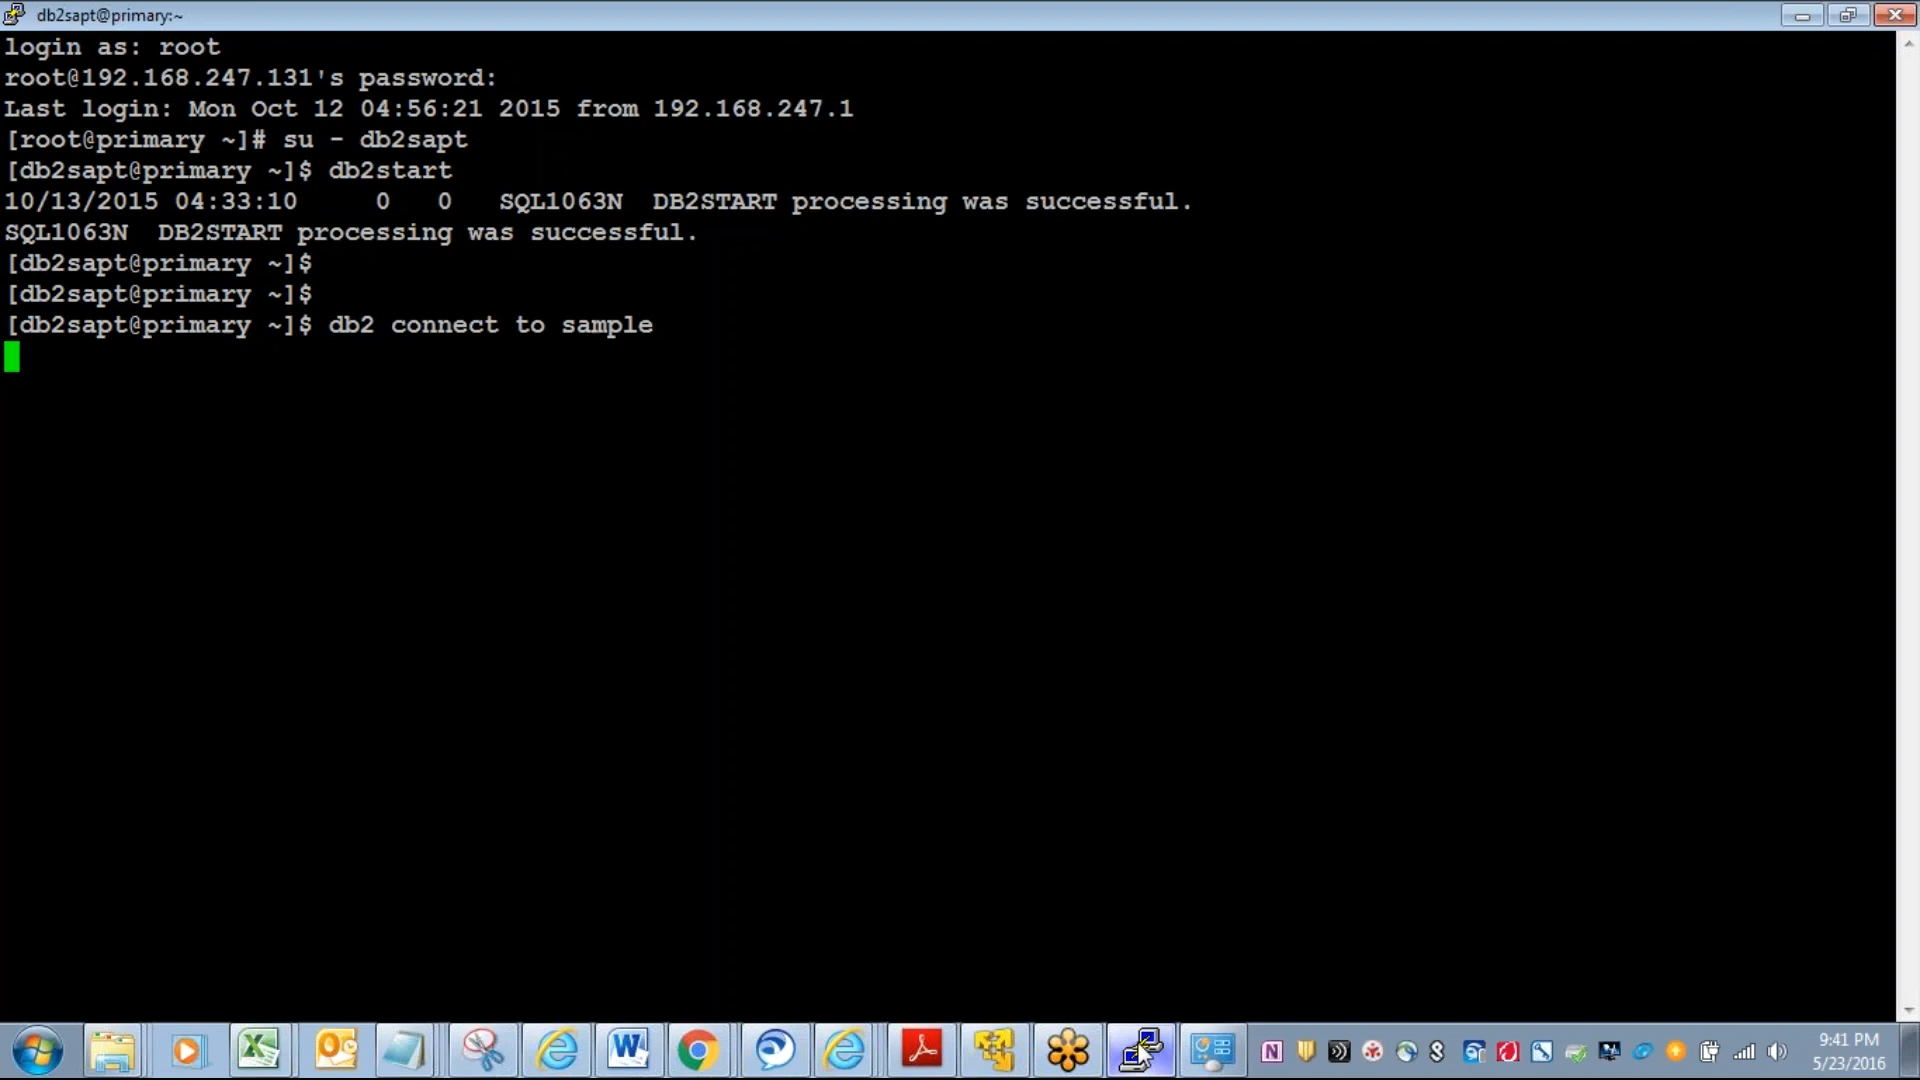 db2sapt@primary:~
login as: root
root@192.168.247.131's password:
Last login: Mon Oct 12 04:56:21 2015 from 192.168.247.1
[root@primary ~]# su - db2sapt
[db2sapt@primary ~]$ db2start
10/13/2015 04:33:10     0   0   SQL1063N  DB2START processing was successful.
SQL1063N  DB2START processing was successful.
[db2sapt@primary ~]$
[db2sapt@primary ~]$
[db2sapt@primary ~]$ db2 connect to sample
9:41 PM
5/23/2016